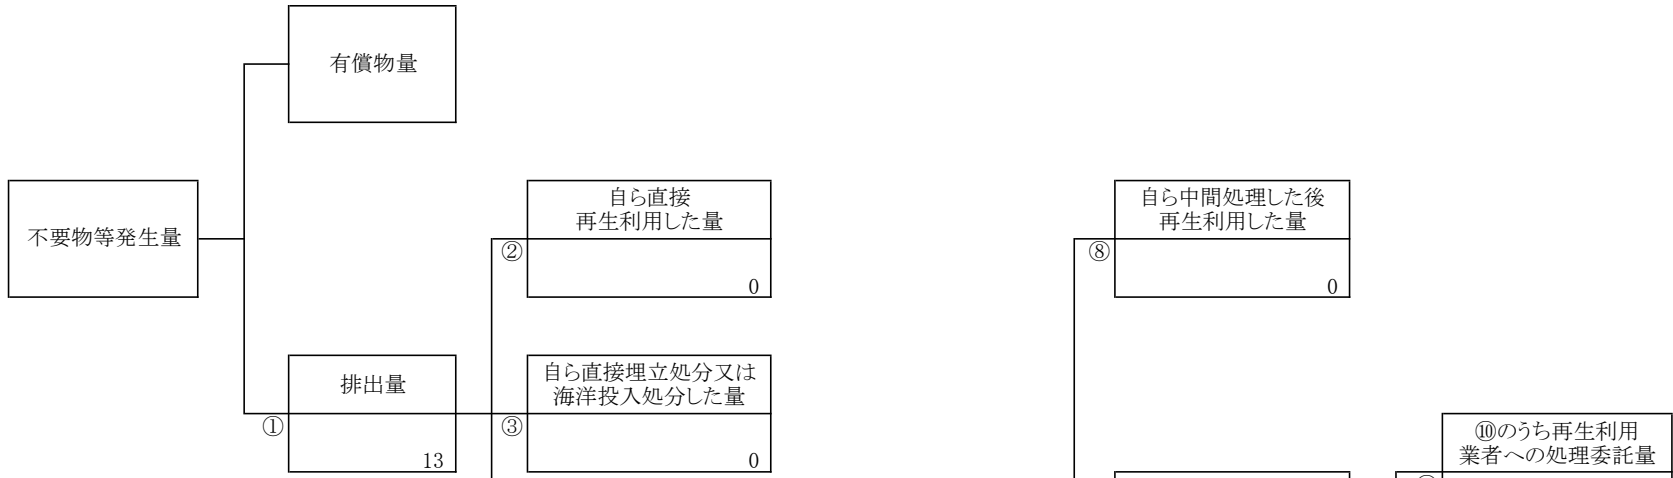 有償物量
不要物等発生量
自ら直接
再生利用した量
②
0
自ら中間処理した後
再生利用した量
⑧
0
排出量
①
13
自ら直接埋立処分又は
海洋投入処分した量
③
0
⑩のうち再生利用
業者への処理委託量